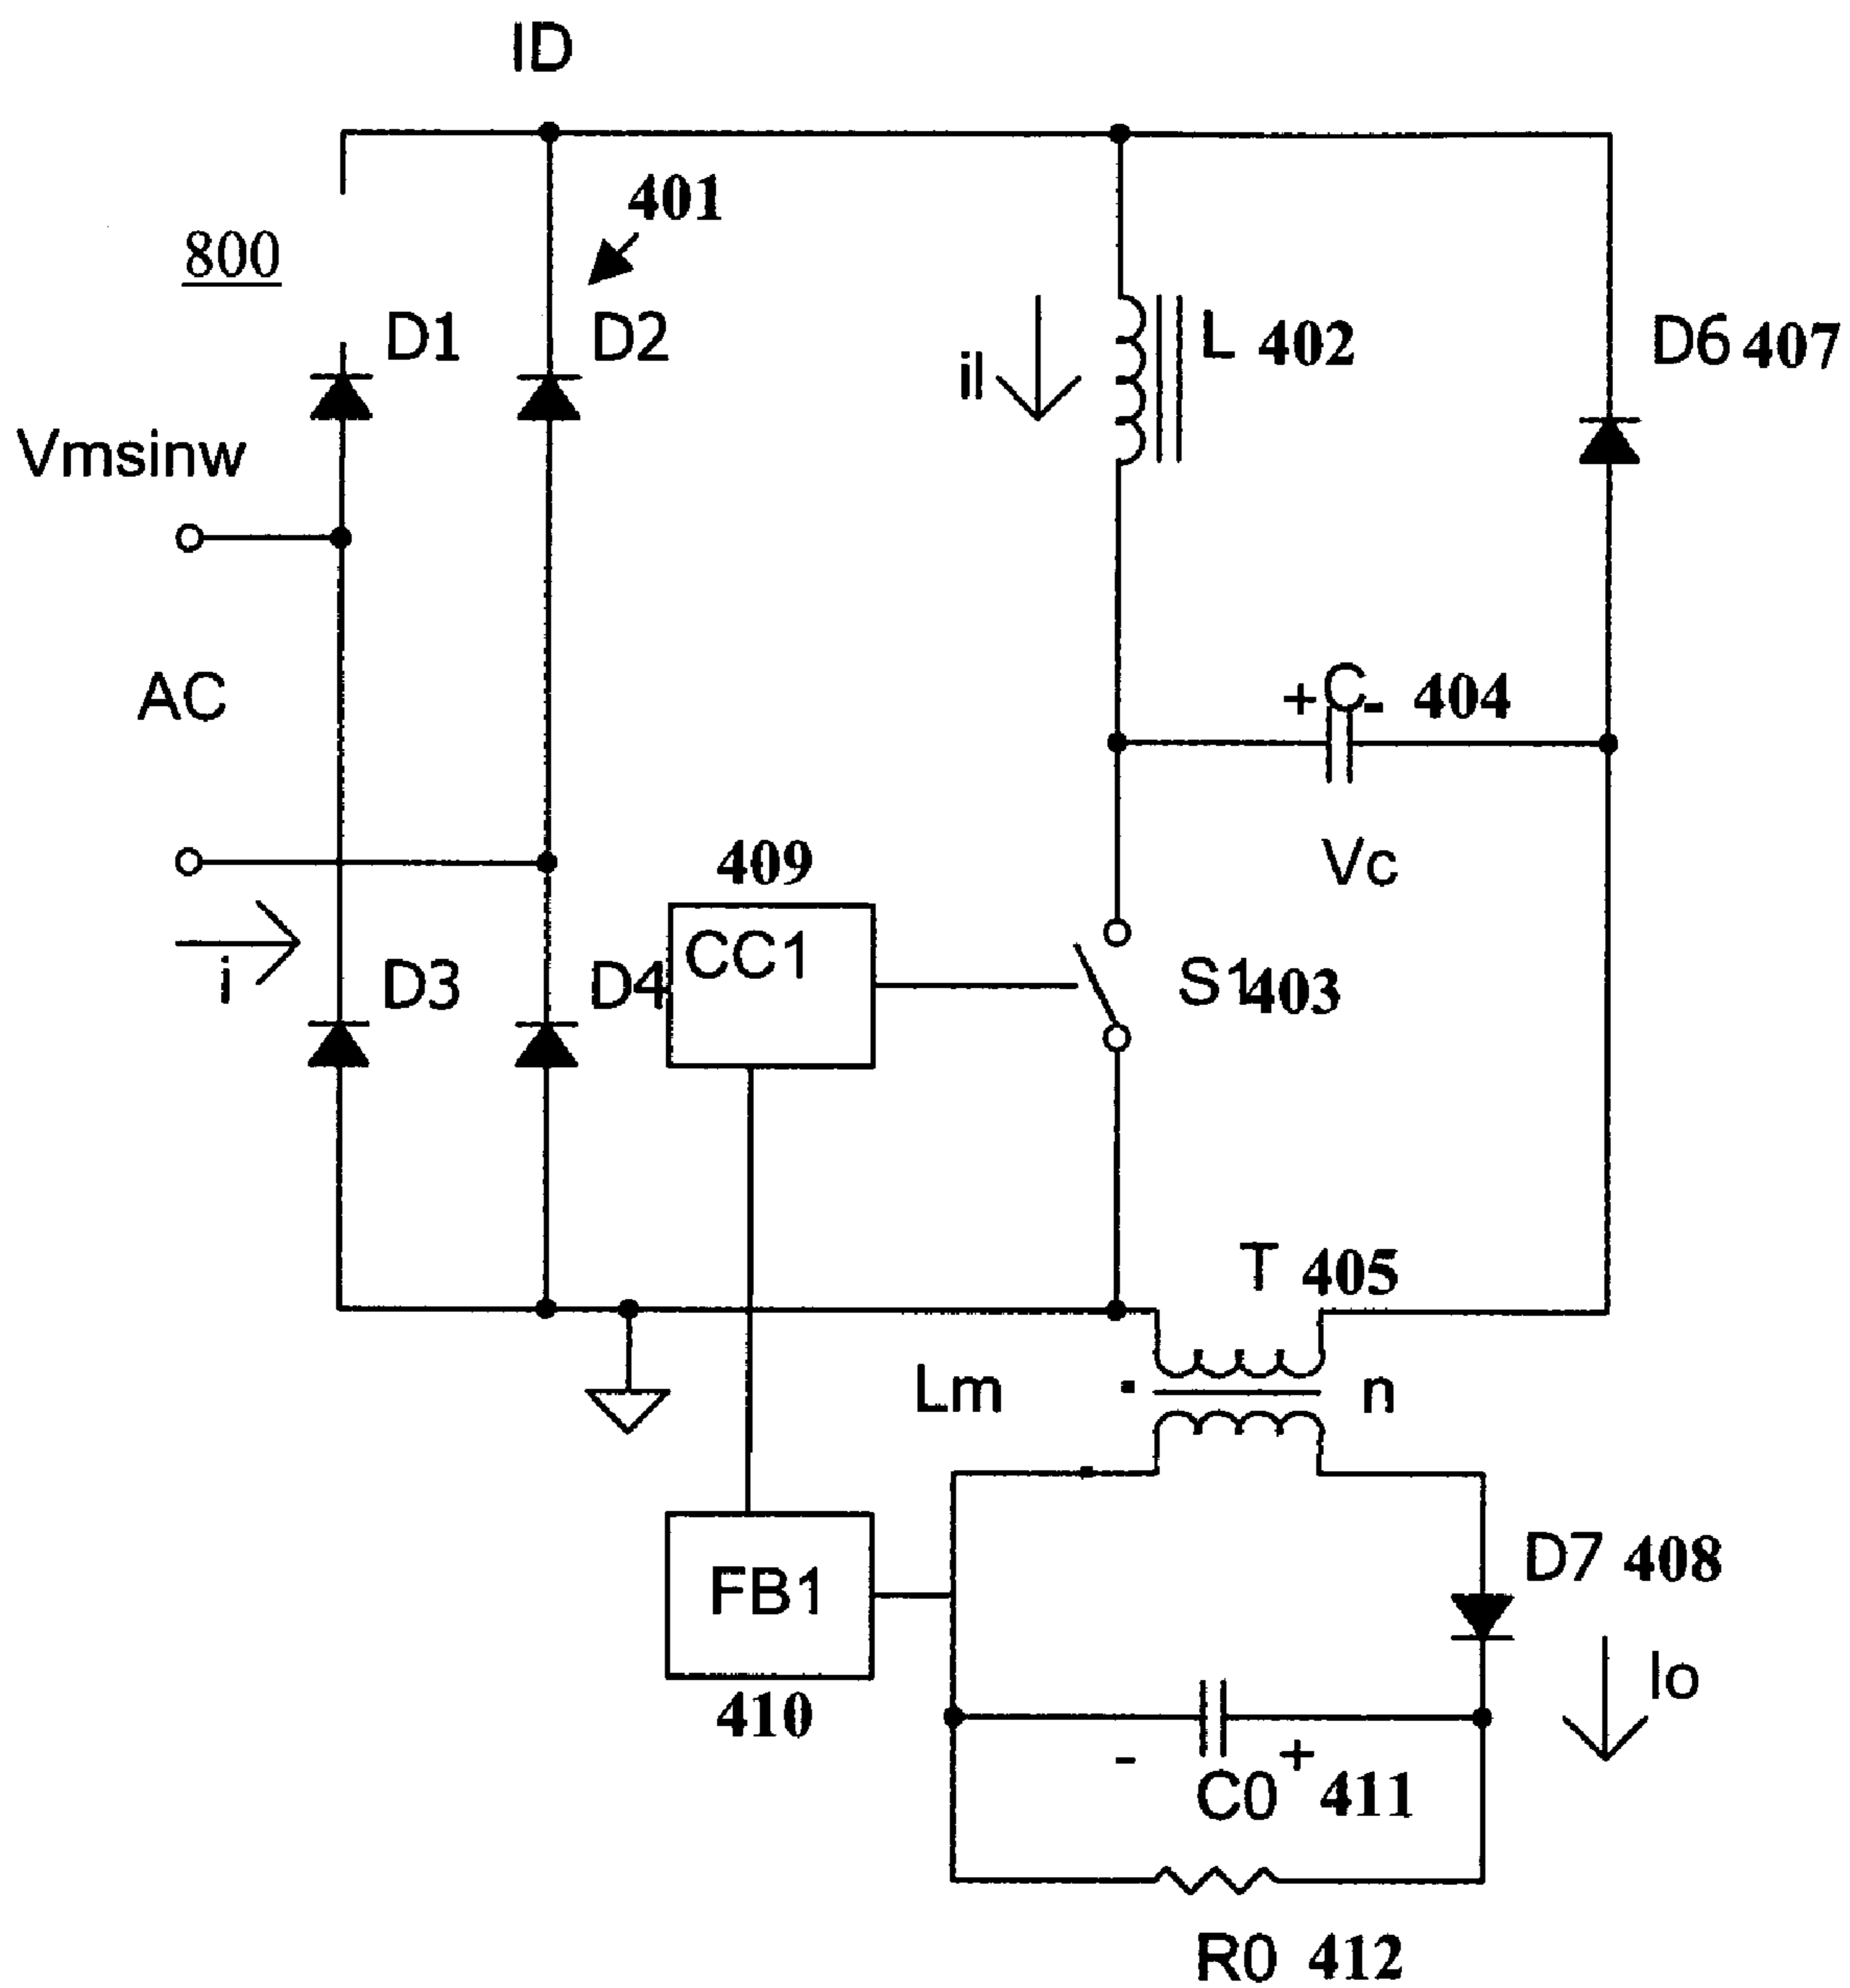 ID
401
800
D1
D2
il
L 402
D6 407
Vmsinw
AC
+ C - 404
Vc
409
CC1
i
D3
D4
S1 403
T 405
Lm
n
FB1
410
D7 408
Io
- +
C0 411
R0 412